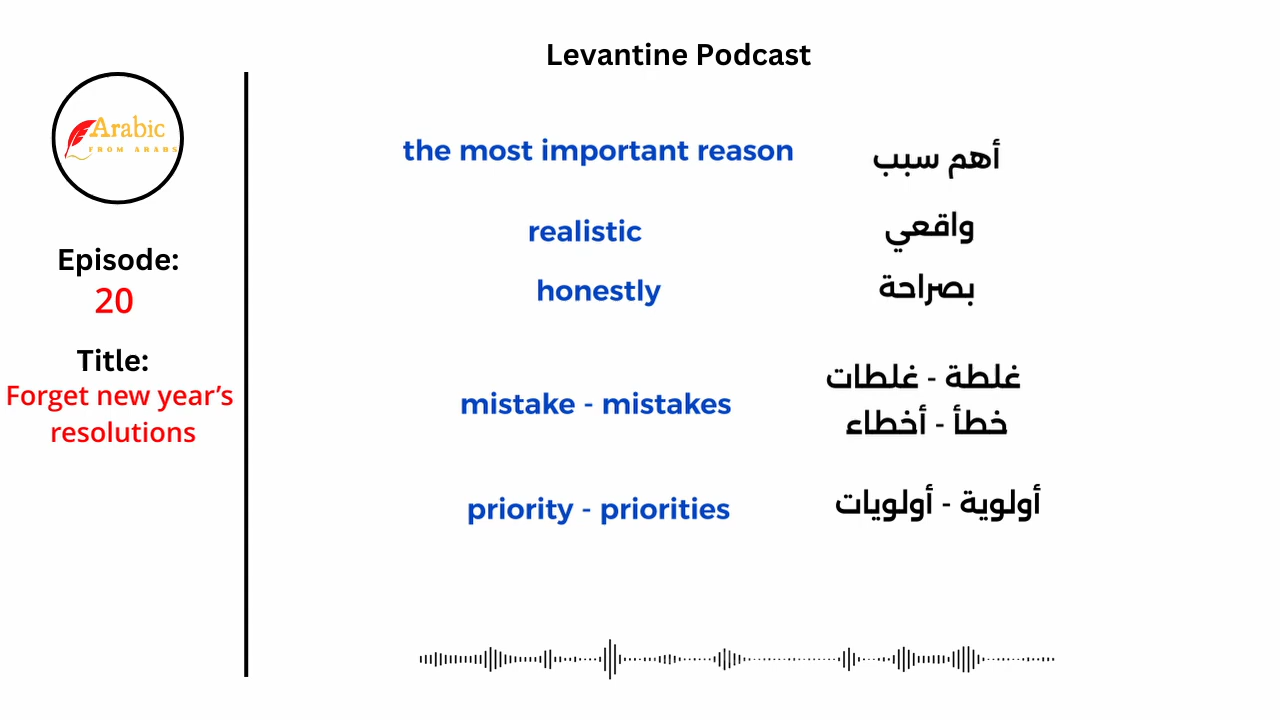 Levantine Podcast
Arabic
FROM ARABS
Episode:
20
Title:
Forget new year's
resolutions
the most important reason
أهم سبب
realistic
واقعي
honestly
بصراحة
mistake - mistakes
غلطة - غلطات
خطأ - أخطاء
priority - priorities
أولوية - أولويات